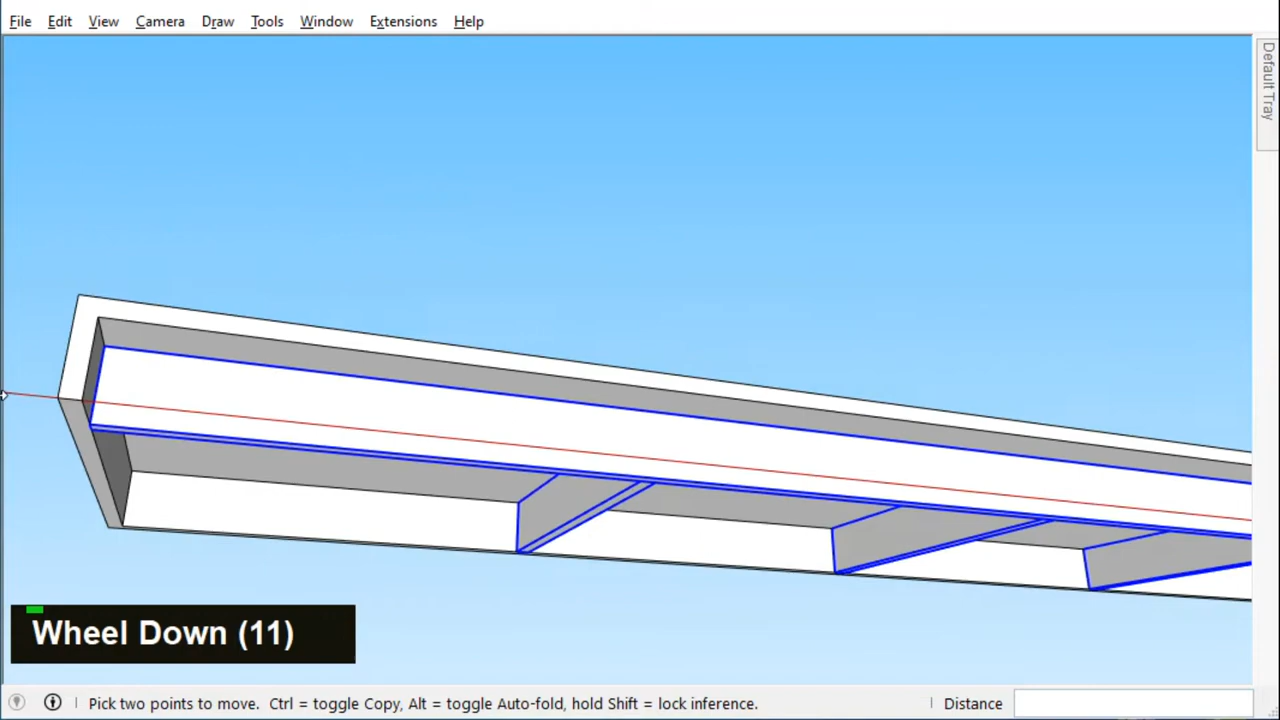 File Edit View Camera Draw Tools Window Extensions Help
Default Tray
Wheel Down (11)
Pick two points to move. Ctrl = toggle Copy, Alt = toggle Auto-fold, hold Shift = lock inference. Distance